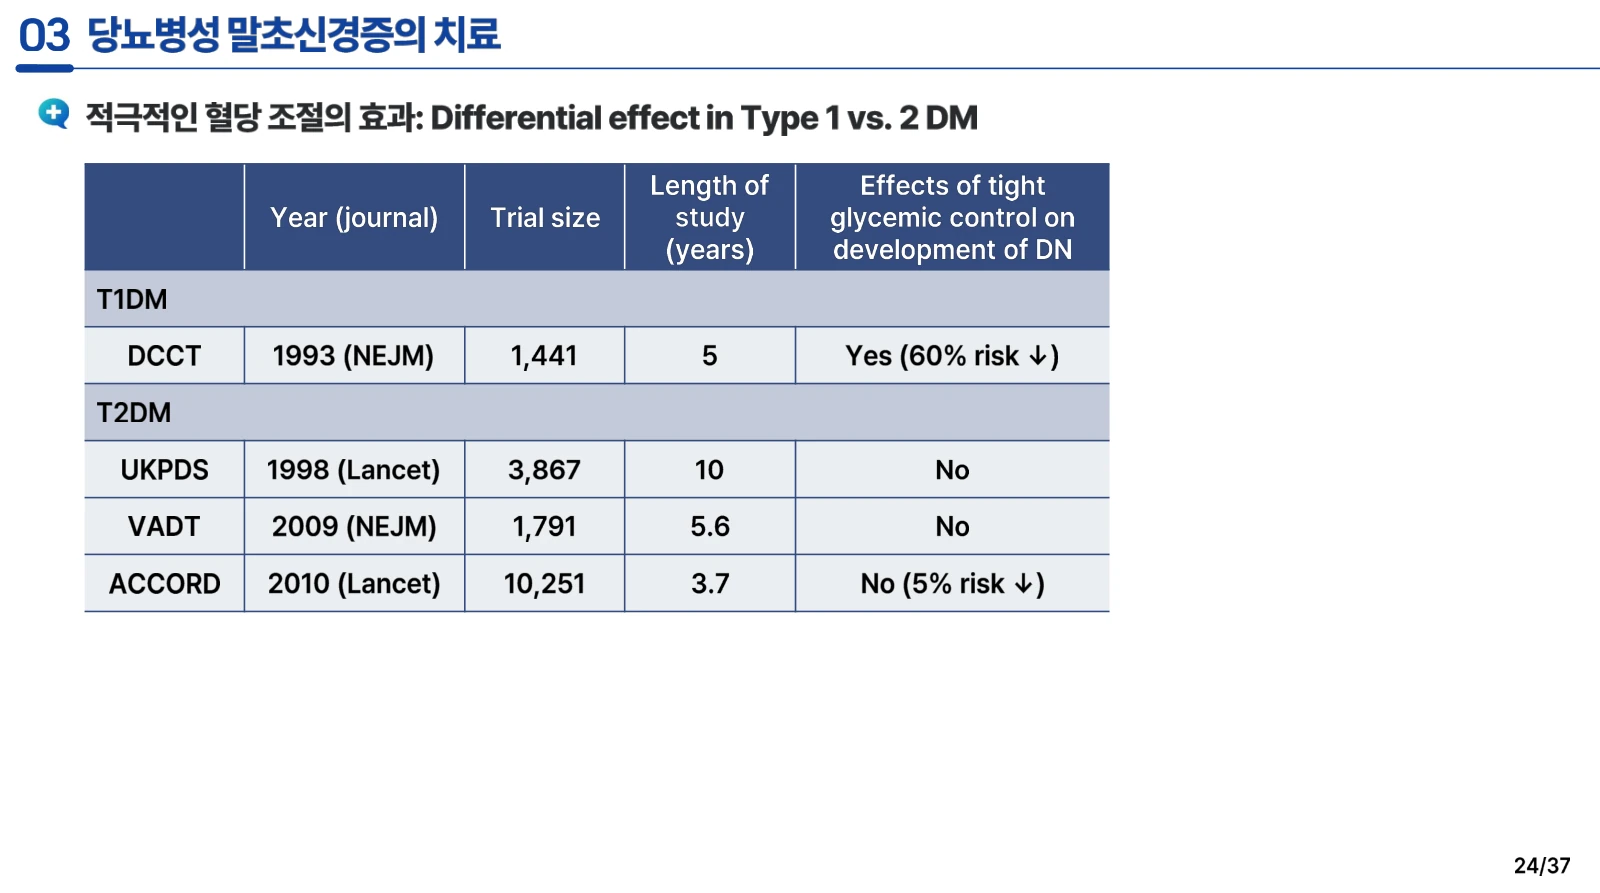 03 당뇨병성 말초신경증의 치료
적극적인 혈당 조절의 효과: Differential effect in Type 1 vs. 2 DM
Year (journal)
Trial size
Length of
study
(years)
Effects of tight
glycemic control on
development of DN
T1DM
DCCT 1993 (NEJM) 1,441 5 Yes (60% risk ↓)
T2DM
UKPDS 1998 (Lancet) 3,867 10 No
VADT 2009 (NEJM) 1,791 5.6 No
ACCORD 2010 (Lancet) 10,251 3.7 No (5% risk ↓)
24/37